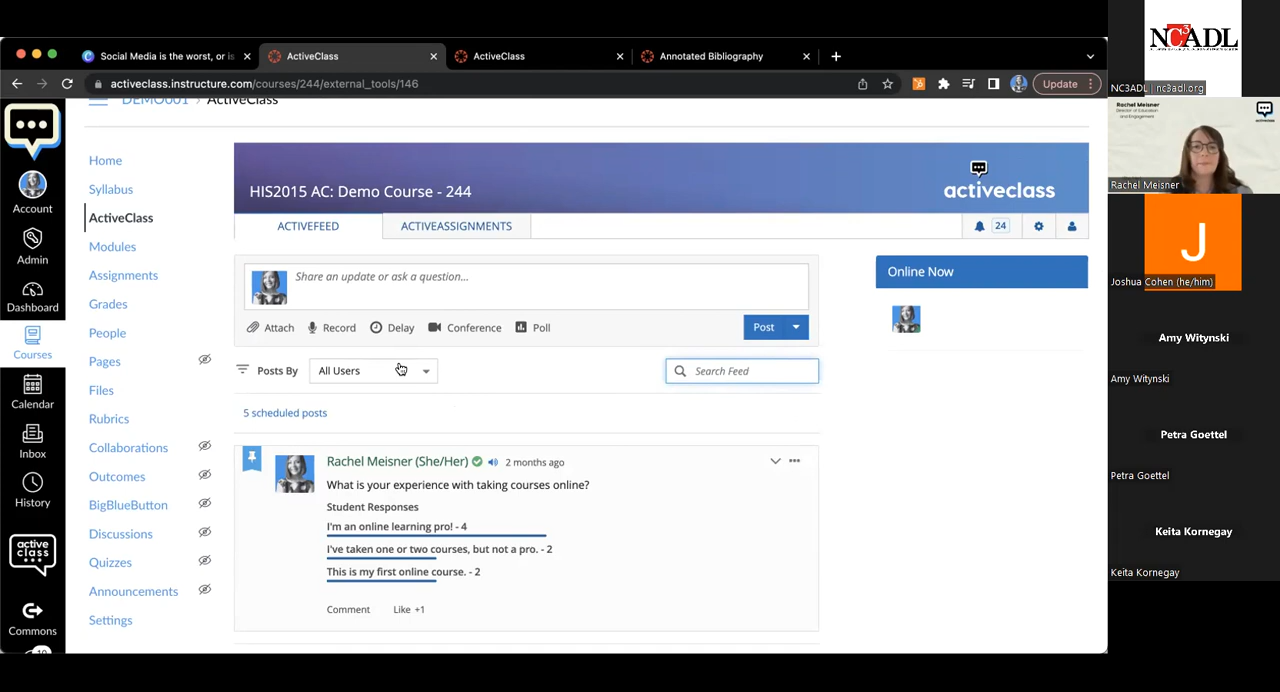 Social Media is the worst, or is
ActiveClass
ActiveClass
Annotated Bibliography
activeclass.instructure.com/courses/244/external_tools/146
Update
DEMO001 > ActiveClass
Account
Admin
Dashboard
Courses
Calendar
Inbox
History
active
class
Commons
10
Home
Syllabus
ActiveClass
Modules
Assignments
Grades
People
Pages
Files
Rubrics
Collaborations
Outcomes
BigBlueButton
Discussions
Quizzes
Announcements
Settings
HIS2015 AC: Demo Course - 244
activeclass
ACTIVEFEED
ACTIVEASSIGNMENTS
24
Share an update or ask a question...
Attach
Record
Delay
Conference
Poll
Post
Posts By
All Users
Search Feed
5 scheduled posts
Rachel Meisner (She/Her)
2 months ago
What is your experience with taking courses online?
Student Responses
I'm an online learning pro! - 4
I've taken one or two courses, but not a pro. - 2
This is my first online course. - 2
Comment
Like +1
Online Now
NC3ADL
NC3ADL | nc3adl.org
Rachel Meisner
Director of Education
and Engagement
activeclass
Rachel Meisner
J
Joshua Cohen (he/him)
Amy Witynski
Amy Witynski
Petra Goettel
Petra Goettel
Keita Kornegay
Keita Kornegay